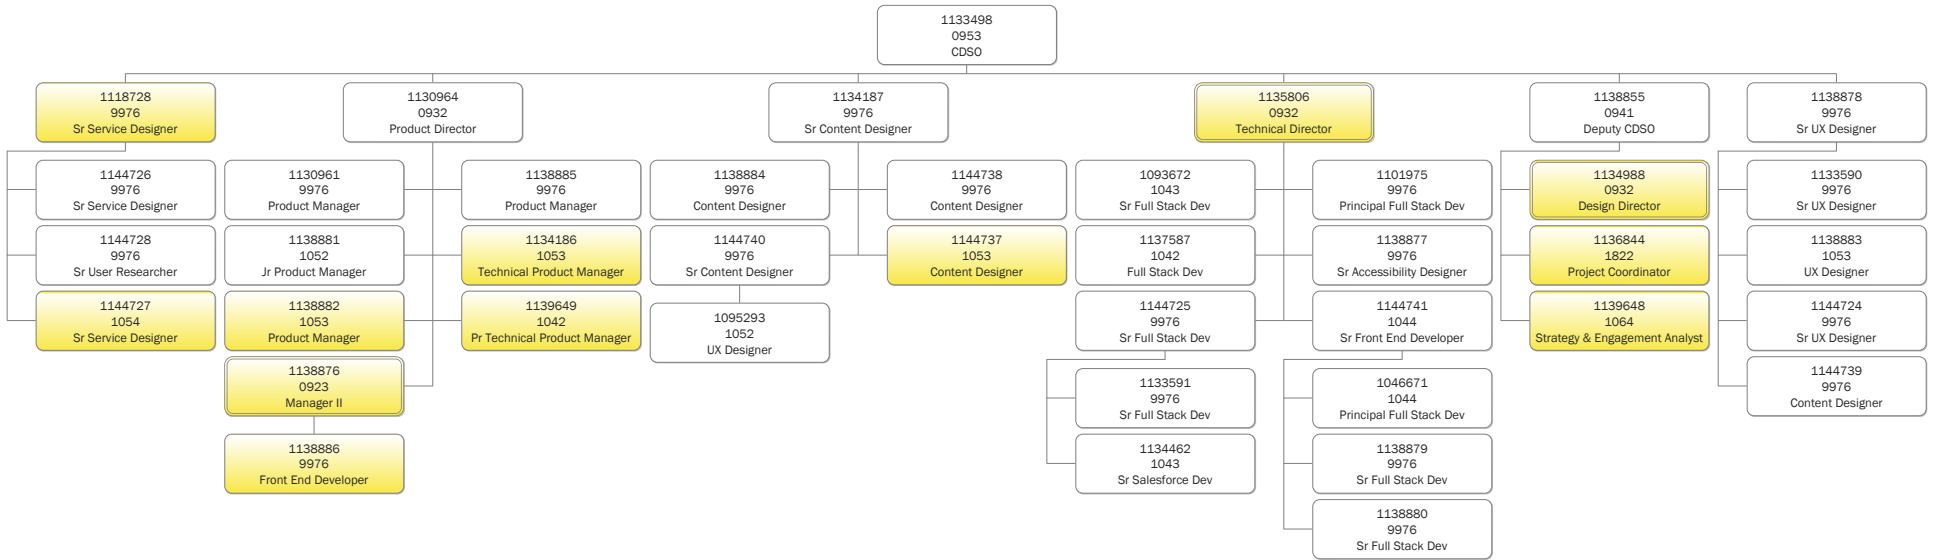 1133498
0953
CDSO
1118728
9976
Sr Service Designer
1144726
9976
Sr Service Designer
1144728
9976
Sr User Researcher
1144727
1054
Sr Service Designer
1130964
0932
Product Director
1130961
9976
Product Manager
1138885
9976
Product Manager
1138881
1052
Jr Product Manager
1134186
1053
Technical Product Manager
1138882
1053
Product Manager
1139649
1042
Pr Technical Product Manager
1138876
0923
Manager II
1138886
9976
Front End Developer
1134187
9976
Sr Content Designer
1138884
9976
Content Designer
1144738
9976
Content Designer
1144740
9976
Sr Content Designer
1144737
1053
Content Designer
1095293
1052
UX Designer
1135806
0932
Technical Director
1093672
1043
Sr Full Stack Dev
1101975
9976
Principal Full Stack Dev
1137587
1042
Full Stack Dev
1138877
9976
Sr Accessibility Designer
1144725
9976
Sr Full Stack Dev
1144741
1044
Sr Front End Developer
1133591
9976
Sr Full Stack Dev
1134462
1043
Sr Salesforce Dev
1046671
1044
Principal Full Stack Dev
1138879
9976
Sr Full Stack Dev
1138880
9976
Sr Full Stack Dev
1138855
0941
Deputy CDSO
1134988
0932
Design Director
1136844
1822
Project Coordinator
1139648
1064
Strategy & Engagement Analyst
1138878
9976
Sr UX Designer
1133590
9976
Sr UX Designer
1138883
1053
UX Designer
1144724
9976
Sr UX Designer
1144739
9976
Content Designer